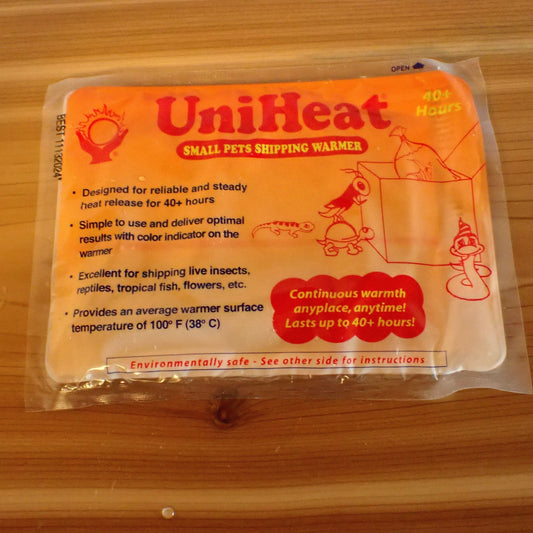 OPEN
UniHeat®
40+
Hours
SMALL PETS SHIPPING WARMER
• Designed for reliable and steady
heat release for 40+ hours
• Simple to use and deliver optimal
results with color indicator on the
warmer
• Excellent for shipping live insects,
reptiles, tropical fish, flowers, etc.
• Provides an average warmer surface
temperature of 100° F (38° C)
Continuous warmth
anyplace, anytime!
Lasts up to 40+ hours!
Environmentally safe - See other side for instructions